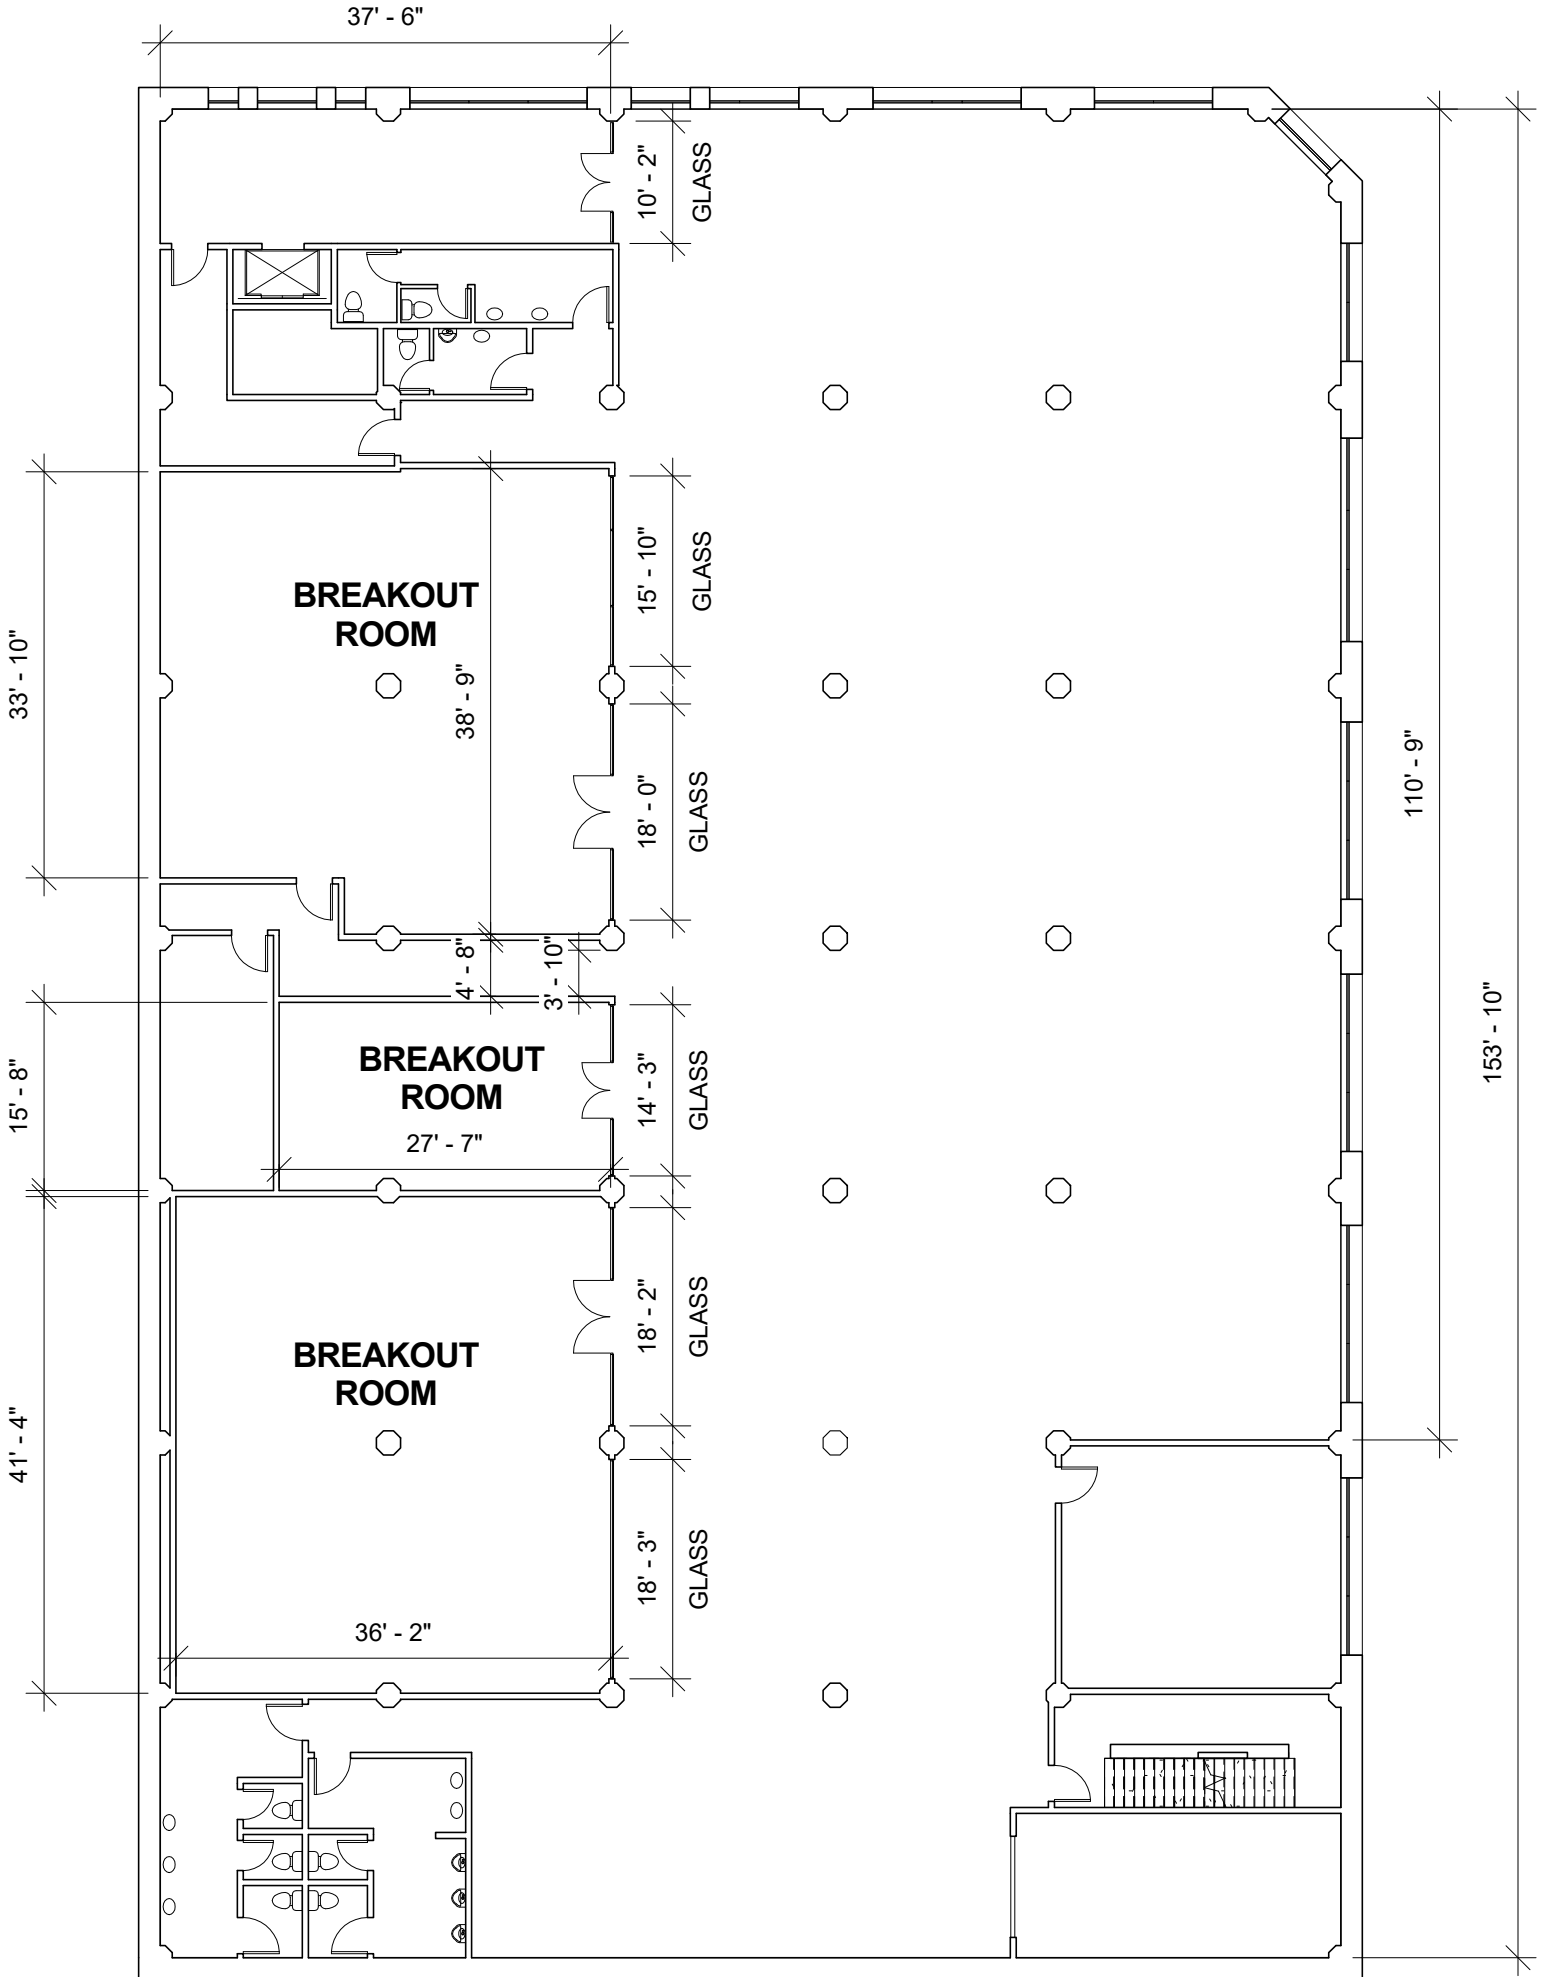 37' - 6"
10' - 2"
GLASS
15' - 10"
GLASS
BREAKOUT
ROOM
33' - 10"
38' - 9"
18' - 0"
GLASS
110' - 9"
4' - 8"
3' - 10"
153' - 10"
BREAKOUT
ROOM
15' - 8"
14' - 3"
GLASS
27' - 7"
18' - 2"
GLASS
BREAKOUT
ROOM
41' - 4"
18' - 3"
GLASS
36' - 2"